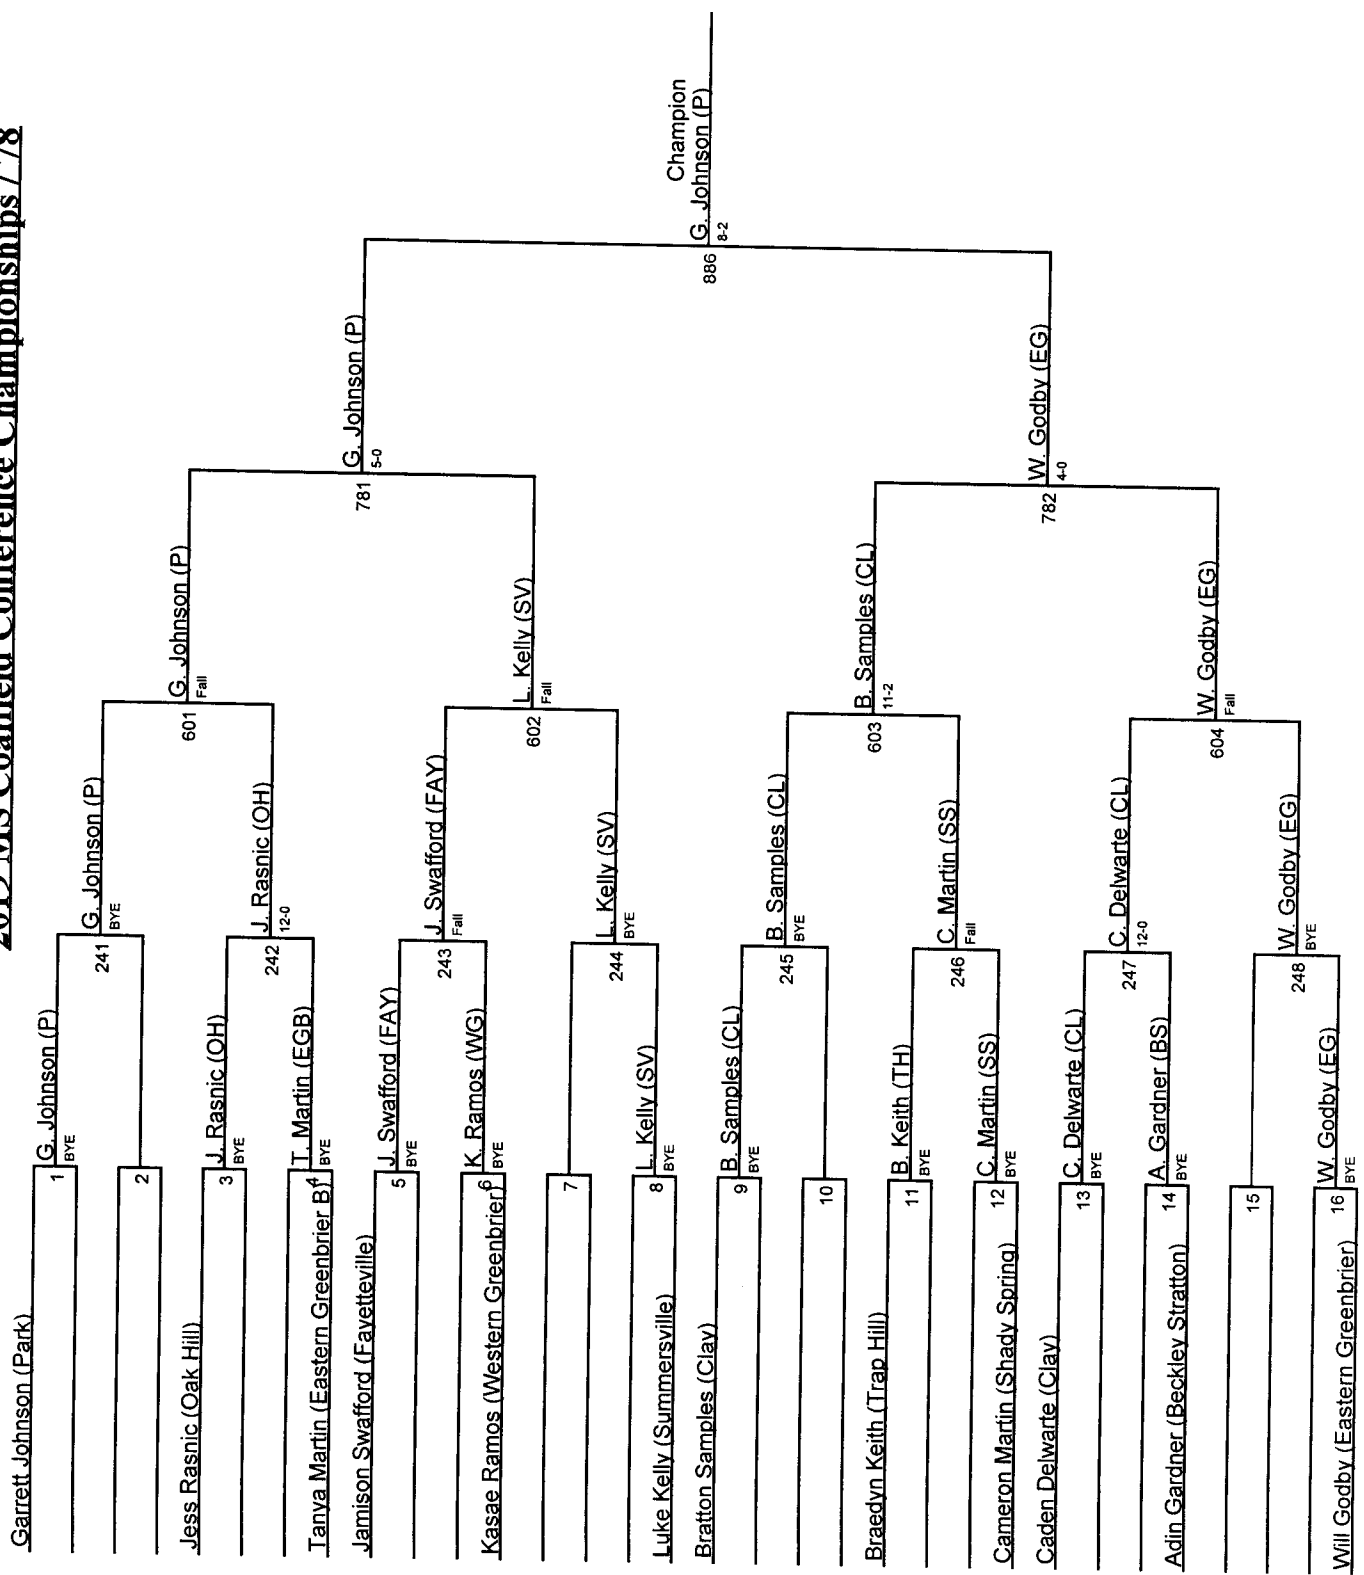 2015 MS Coalfield Conference Championships / 78
Garrett Johnson (Park)
1
G. Johnson (P)
BYE
2
241
G. Johnson (P)
BYE
Jess Rasnic (Oak Hill)
3
J. Rasnic (OH)
BYE
Tanya Martin (Eastern Greenbrier B)
4
T. Martin (EGB)
BYE
242
J. Rasnic (OH)
12-0
601
G. Johnson (P)
Fall
Jamison Swafford (Fayetteville)
5
J. Swafford (FAY)
BYE
Kasae Ramos (Western Greenbrier)
6
K. Ramos (WG)
BYE
243
J. Swafford (FAY)
Fall
7
Luke Kelly (Summersville)
8
L. Kelly (SV)
BYE
244
L. Kelly (SV)
BYE
602
L. Kelly (SV)
Fall
781
G. Johnson (P)
5-0
Bratton Samples (Clay)
9
B. Samples (CL)
BYE
10
245
B. Samples (CL)
BYE
Braedyn Keith (Trap Hill)
11
B. Keith (TH)
BYE
Cameron Martin (Shady Spring)
12
C. Martin (SS)
BYE
246
C. Martin (SS)
Fall
603
B. Samples (CL)
11-2
Caden Delwarte (Clay)
13
C. Delwarte (CL)
BYE
Adin Gardner (Beckley Stratton)
14
A. Gardner (BS)
BYE
247
C. Delwarte (CL)
12-0
15
Will Godby (Eastern Greenbrier)
16
W. Godby (EG)
BYE
248
W. Godby (EG)
BYE
604
W. Godby (EG)
Fall
782
W. Godby (EG)
4-0
886
Champion
G. Johnson (P)
8-2